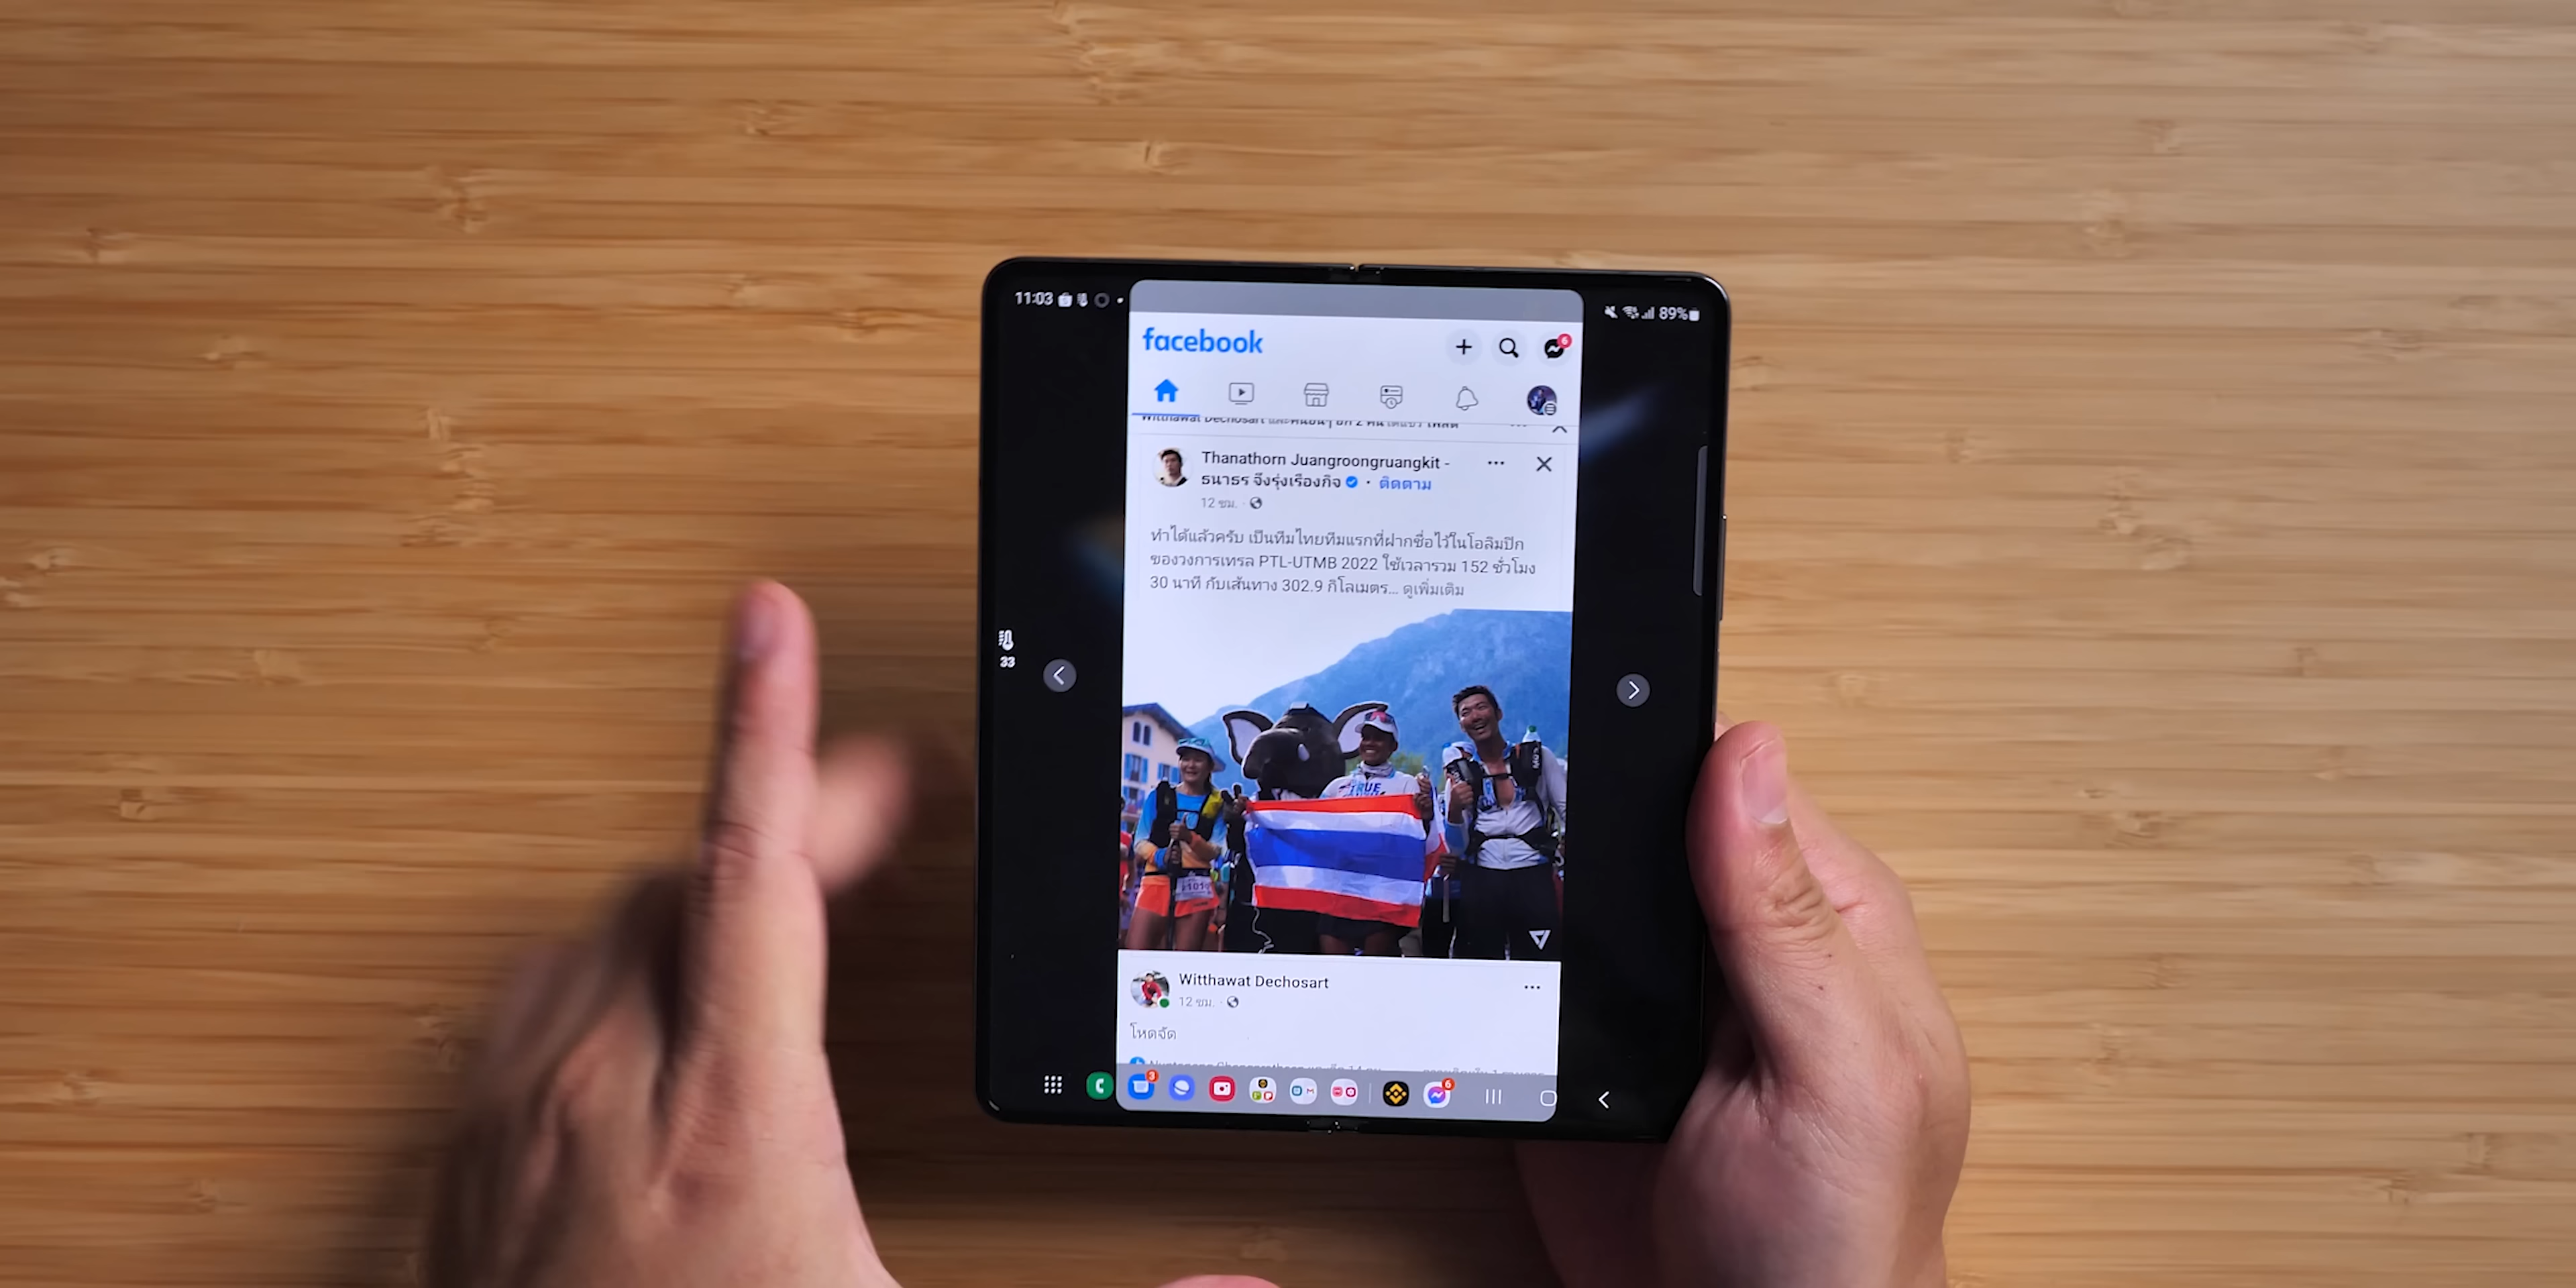 11:03
89%
facebook
6
Thanathorn Juangroongruangkit -
ธนาธร จึงรุ่งเรืองกิจ · ติดตาม
12 ชม. ·
ทำได้แล้วครับ เป็นทีมไทยทีมแรกที่ฝากชื่อไว้ในโอลิมปิก
ของวงการเทรล PTL-UTMB 2022 ใช้เวลารวม 152 ชั่วโมง
30 นาที กับเส้นทาง 302.9 กิโลเมตร... ดูเพิ่มเติม
33
TRUE
Witthawat Dechosart
12 ชม. ·
โหดจัด
3
6